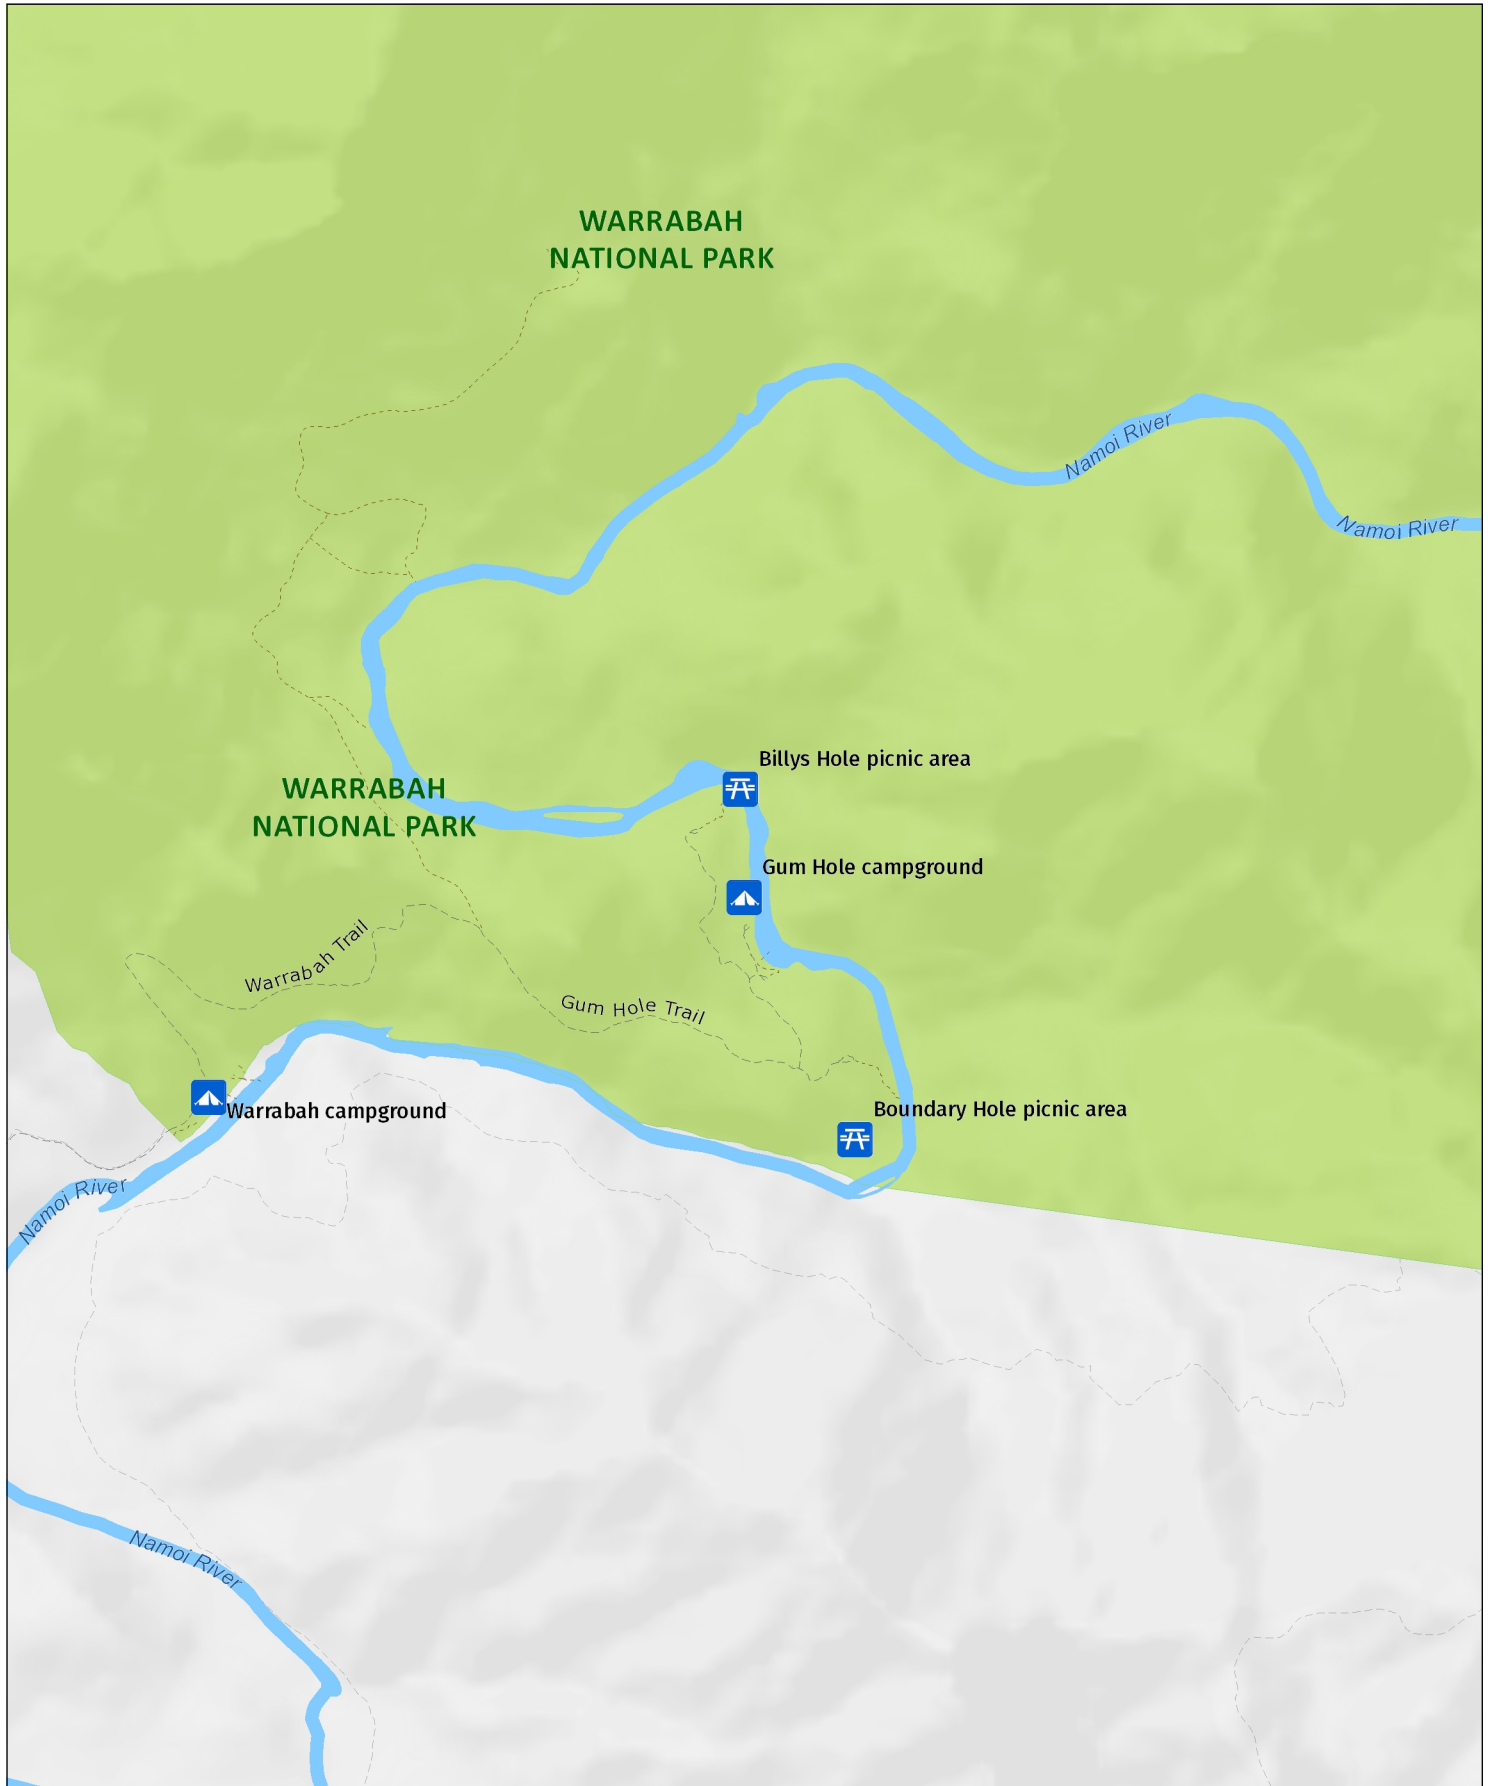 WARRABAH
NATIONAL PARK
Namoi River
Namoi River
Billys Hole picnic area
WARRABAH
NATIONAL PARK
Gum Hole campground
Warrabah Trail
Gum Hole Trail
Warrabah campground
Boundary Hole picnic area
Namoi River
Namoi River